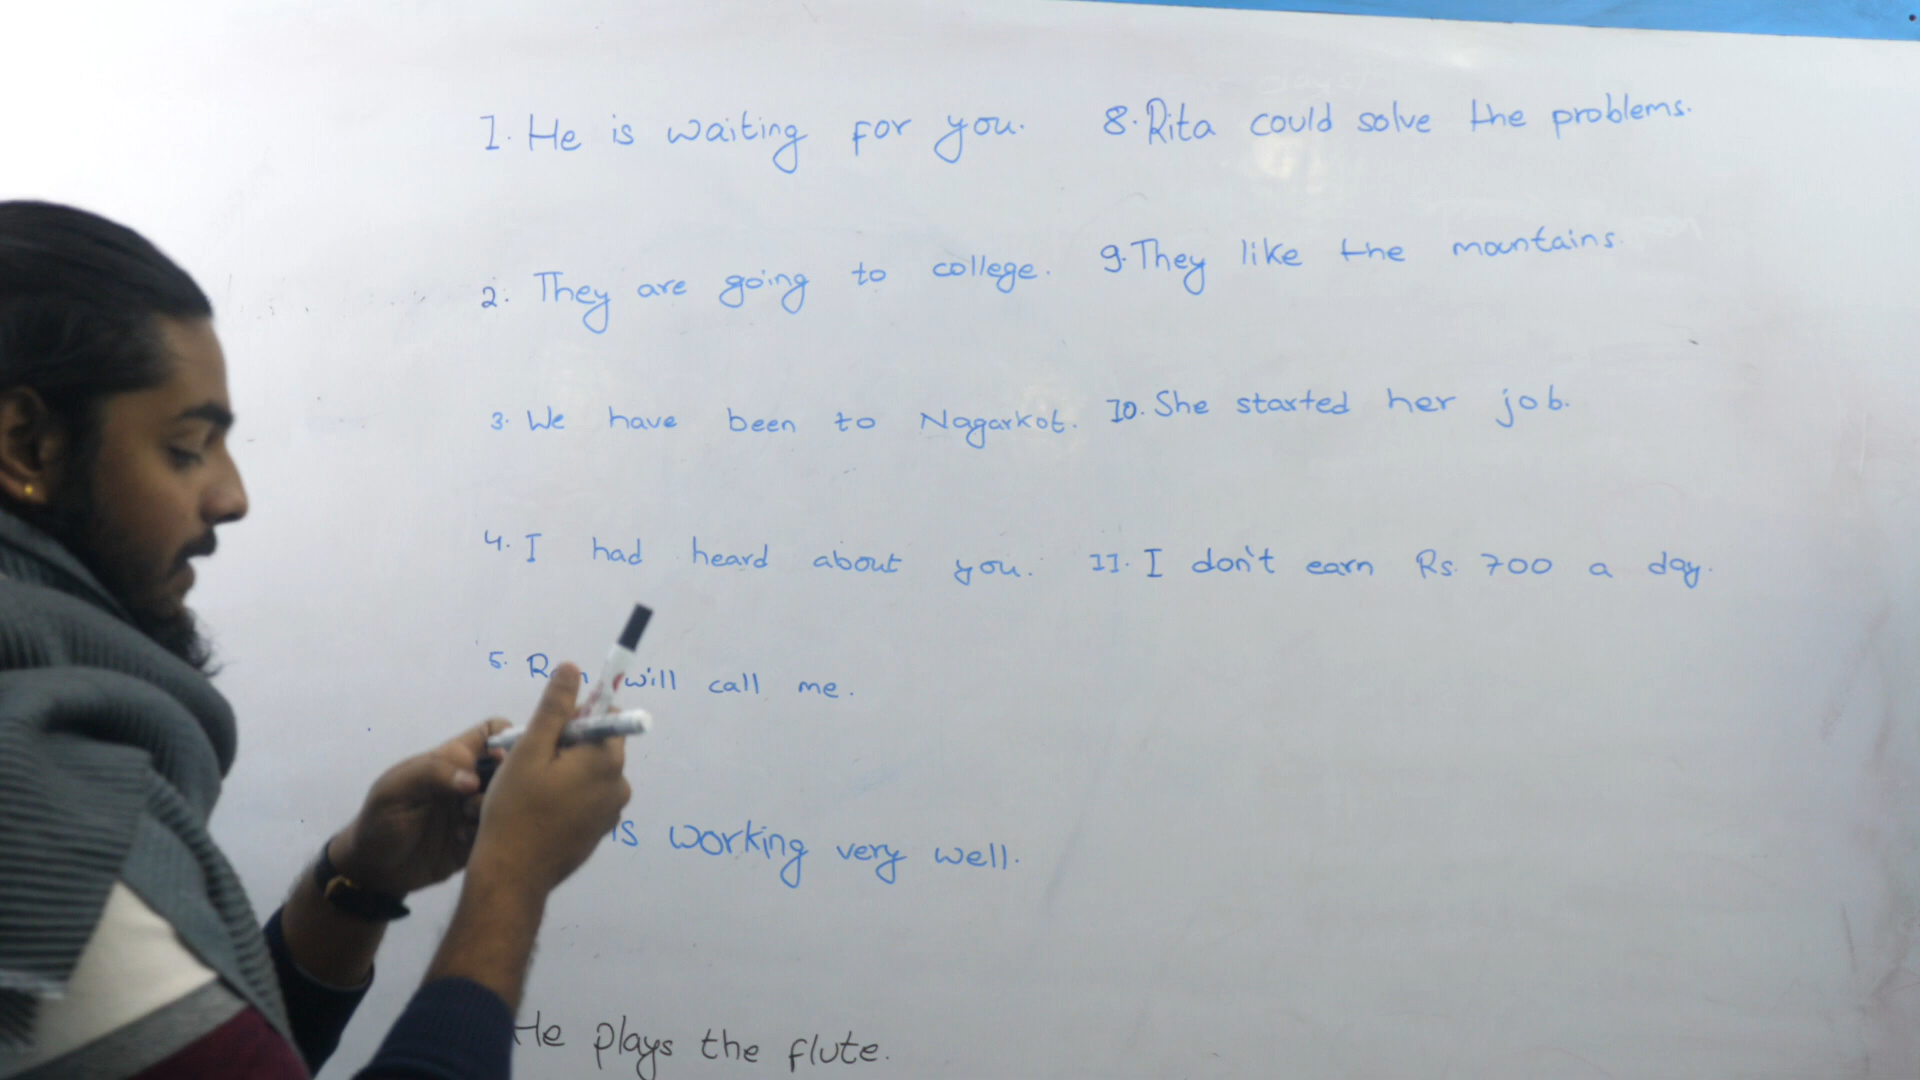 1. He is waiting for you.
2. They are going to college.
3. We have been to Nagarkot.
4. I had heard about you.
5. will call me.
is working very well.
He plays the flute.
8. Rita could solve the problems.
9. They like the mountains.
10. She started her job.
11. I don't earn Rs. 700 a day.